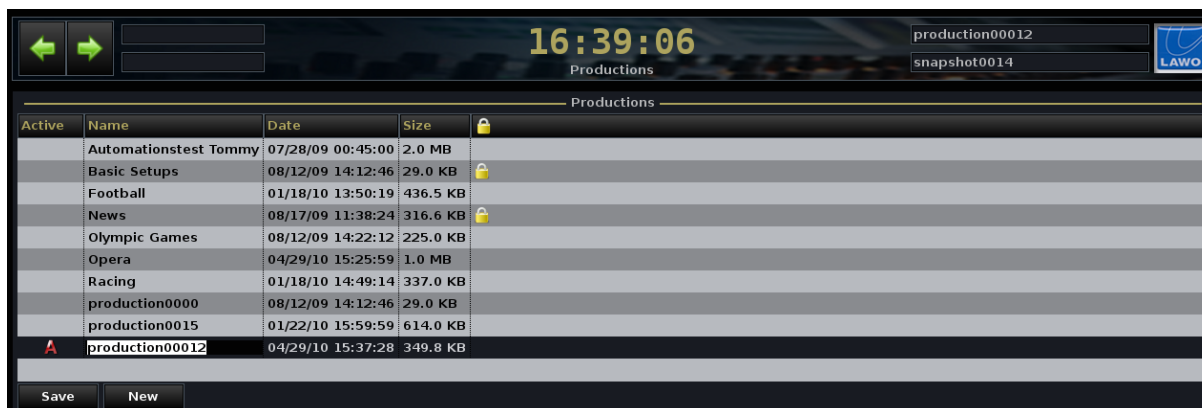 16:39:06
Productions
production00012
snapshot0014
LAWO
Productions
Active Name Date Size
Automationstest Tommy 07/28/09 00:45:00 2.0 MB
Basic Setups 08/12/09 14:12:46 29.0 KB
Football 01/18/10 13:50:19 436.5 KB
News 08/17/09 11:38:24 316.6 KB
Olympic Games 08/12/09 14:22:12 225.0 KB
Opera 04/29/10 15:25:59 1.0 MB
Racing 01/18/10 14:49:14 337.0 KB
production0000 08/12/09 14:12:46 29.0 KB
production0015 01/22/10 15:59:59 614.0 KB
A production00012 04/29/10 15:37:28 349.8 KB
Save New